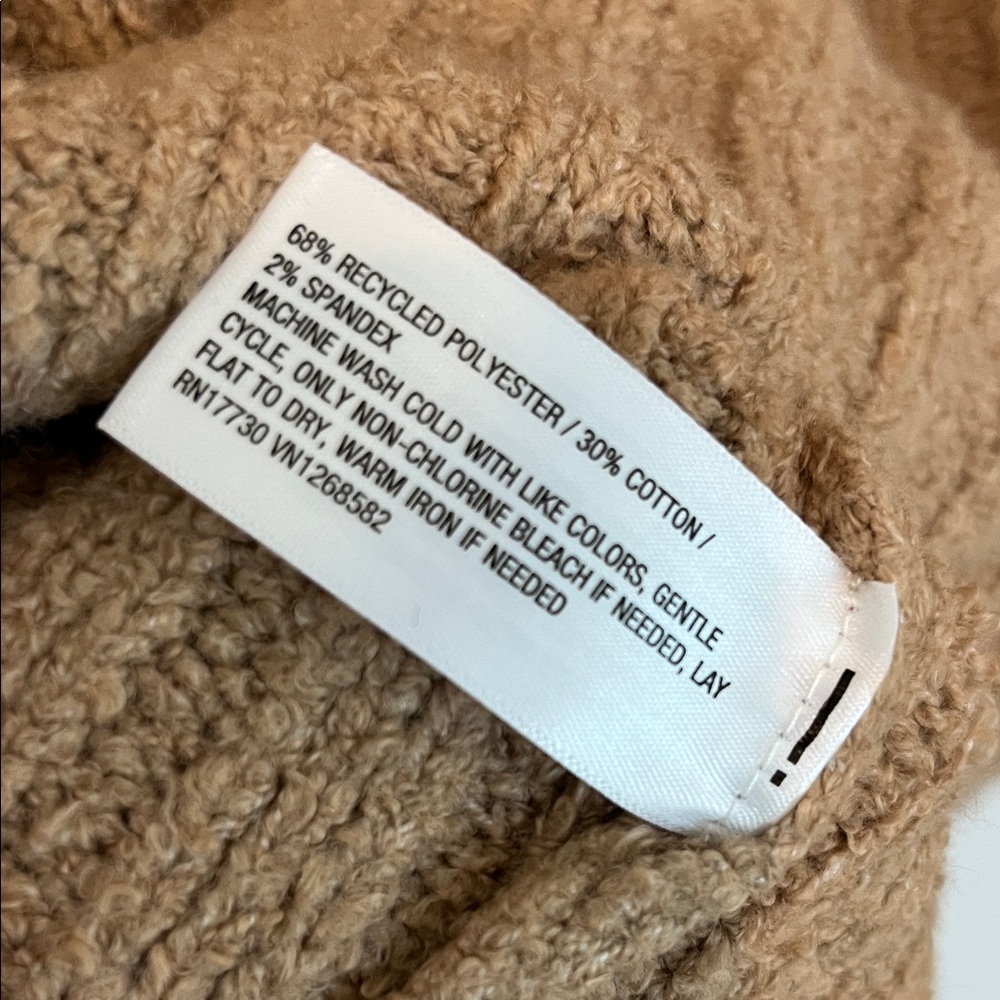 68% RECYCLED POLYESTER / 30% COTTON /
2% SPANDEX
MACHINE WASH COLD WITH LIKE COLORS, GENTLE
CYCLE, ONLY NON-CHLORINE BLEACH IF NEEDED, LAY
FLAT TO DRY, WARM IRON IF NEEDED
RN17730 VN1268582